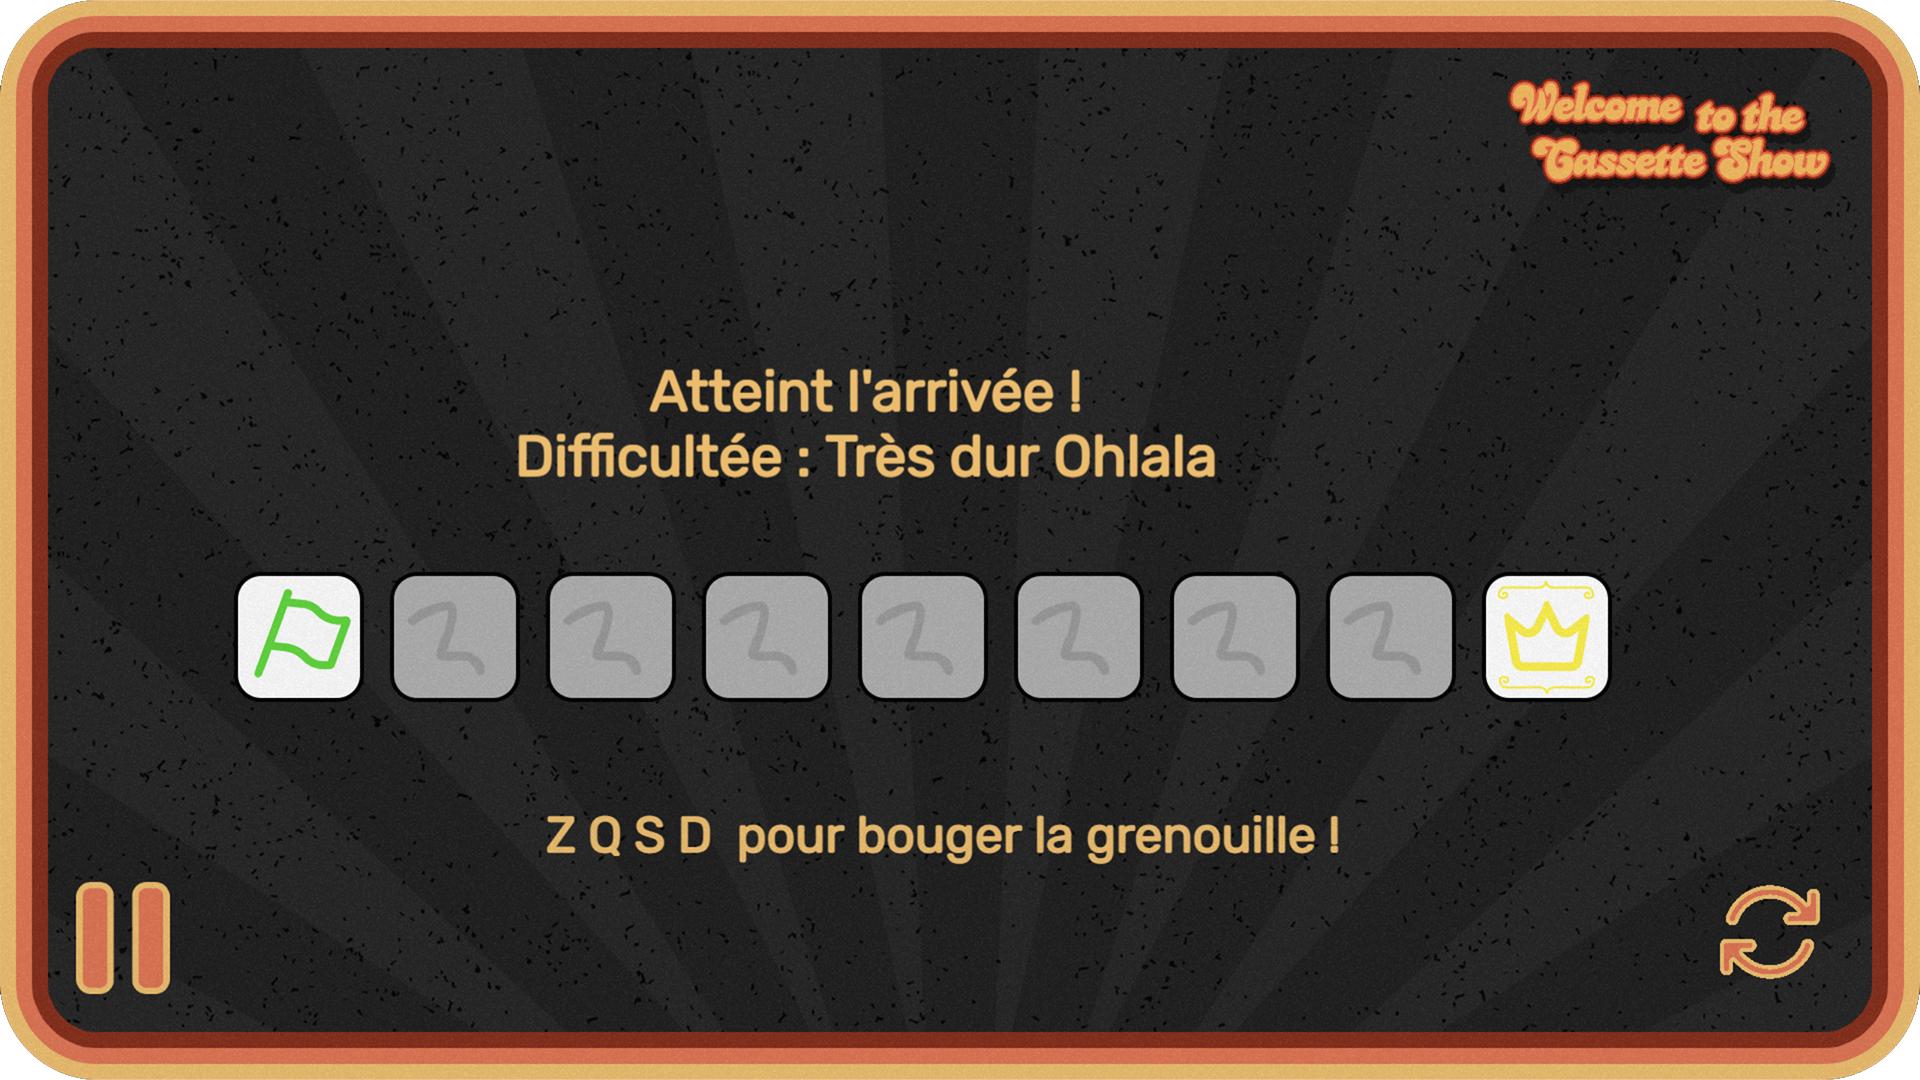 Welcome to the
Cassette Show
Atteint l'arrivée !
Difficultée : Très dur Ohlala
Z Q S D pour bouger la grenouille !